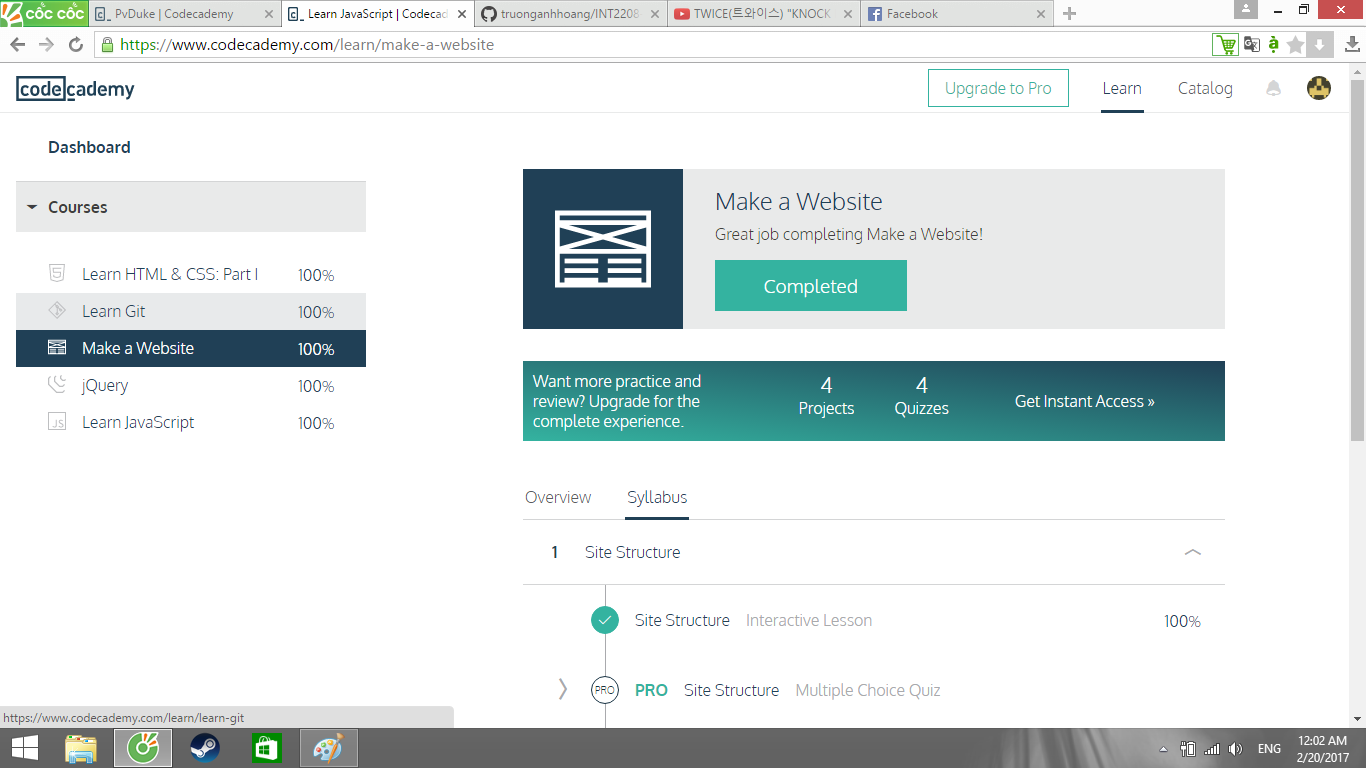 cốc cốc
PvDuke | Codecademy
Learn JavaScript | Codecad
truonganhhoang/INT2208
TWICE(트와이스) "KNOCK
Facebook
https://www.codecademy.com/learn/make-a-website
codecademy
Upgrade to Pro
Learn
Catalog
Dashboard
Courses
Learn HTML & CSS: Part I 100%
Learn Git 100%
Make a Website 100%
jQuery 100%
Learn JavaScript 100%
Make a Website
Great job completing Make a Website!
Completed
Want more practice and
review? Upgrade for the
complete experience.
4
Projects
4
Quizzes
Get Instant Access »
Overview
Syllabus
1 Site Structure
Site Structure Interactive Lesson 100%
PRO PRO Site Structure Multiple Choice Quiz
https://www.codecademy.com/learn/learn-git
ENG
12:02 AM
2/20/2017